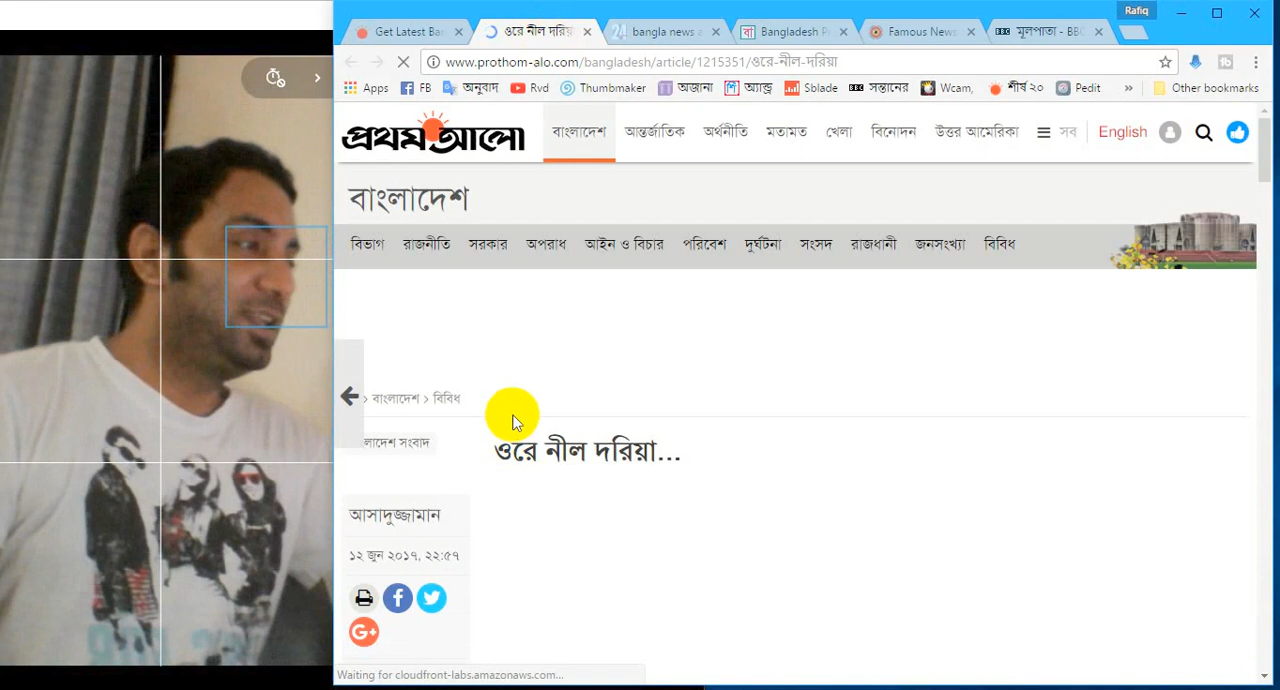 Rafiq
Get Latest Ban
ওরে নীল দরিয়া
bangla news a
Bangladesh P
Famous News
BBC মূলপাতা - BBC
www.prothom-alo.com/bangladesh/article/1215351/ওরে-নীল-দরিয়া
Apps FB অনুবাদ Rvd Thumbmaker অজানা অ্যান্ড্র Sblade BBC সন্তানের Wcam, শীর্ষ ২০ Pedit » Other bookmarks
প্রথম আলো
বাংলাদেশ আন্তর্জাতিক অর্থনীতি মতামত খেলা বিনোদন উত্তর আমেরিকা সব English
বাংলাদেশ
বিভাগ রাজনীতি সরকার অপরাধ আইন ও বিচার পরিবেশ দুর্ঘটনা সংসদ রাজধানী জনসংখ্যা বিবিধ
› বাংলাদেশ › বিবিধ
লাদেশ সংবাদ
ওরে নীল দরিয়া...
আসাদুজ্জামান
১২ জুন ২০১৭, ২২:৫৭
Waiting for cloudfront-labs.amazonaws.com...